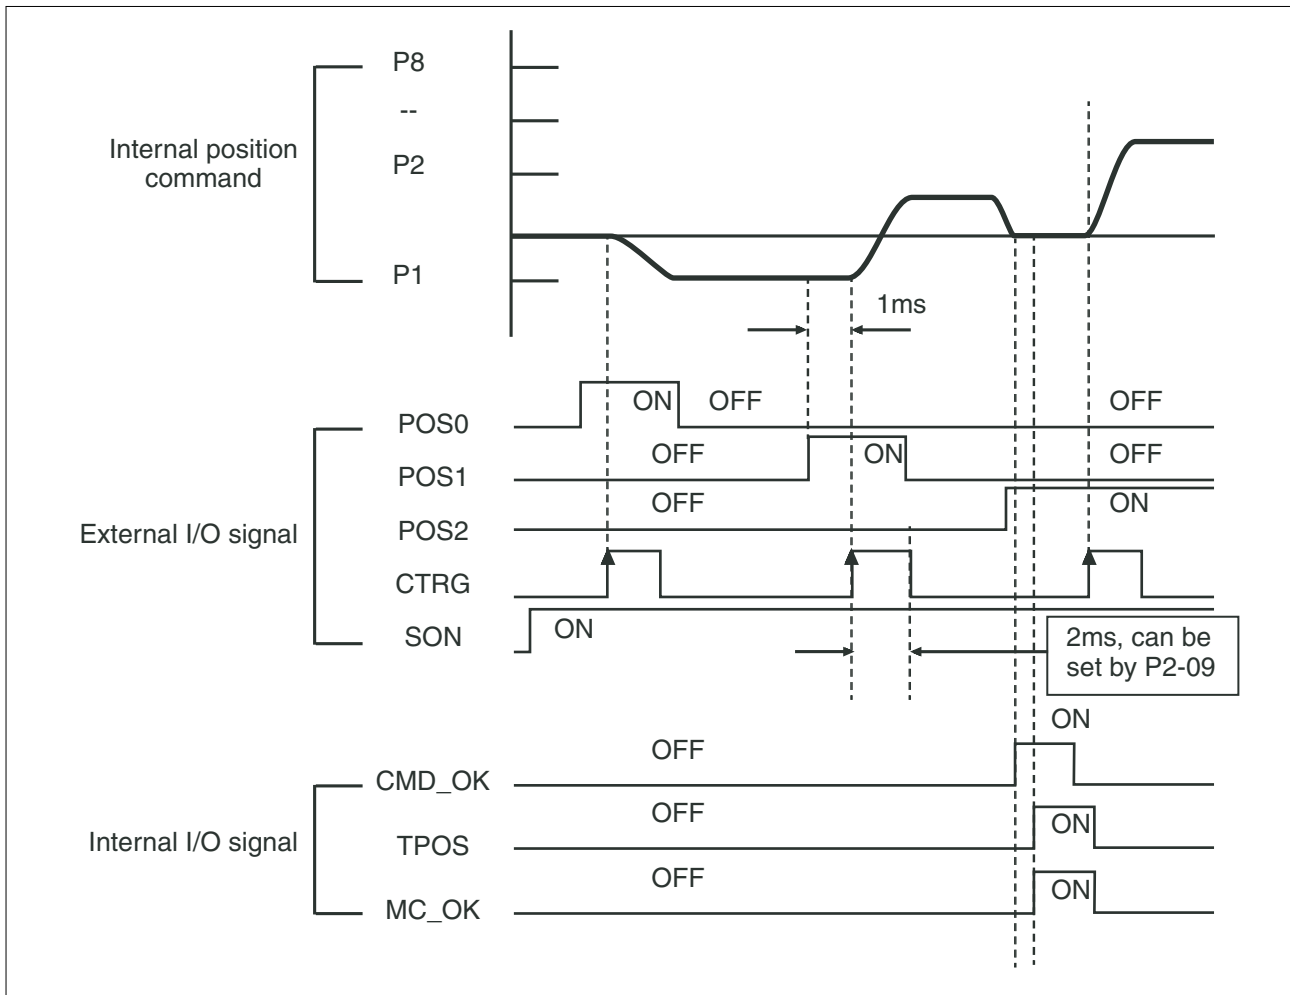 P8
--
Internal position
command
P2
P1
1ms
ON
OFF
OFF
POS0
OFF
ON
OFF
POS1
OFF
ON
POS2
External I/O signal
CTRG
ON
SON
2ms, can be
set by P2-09
ON
OFF
CMD_OK
OFF
ON
Internal I/O signal
TPOS
OFF
ON
MC_OK